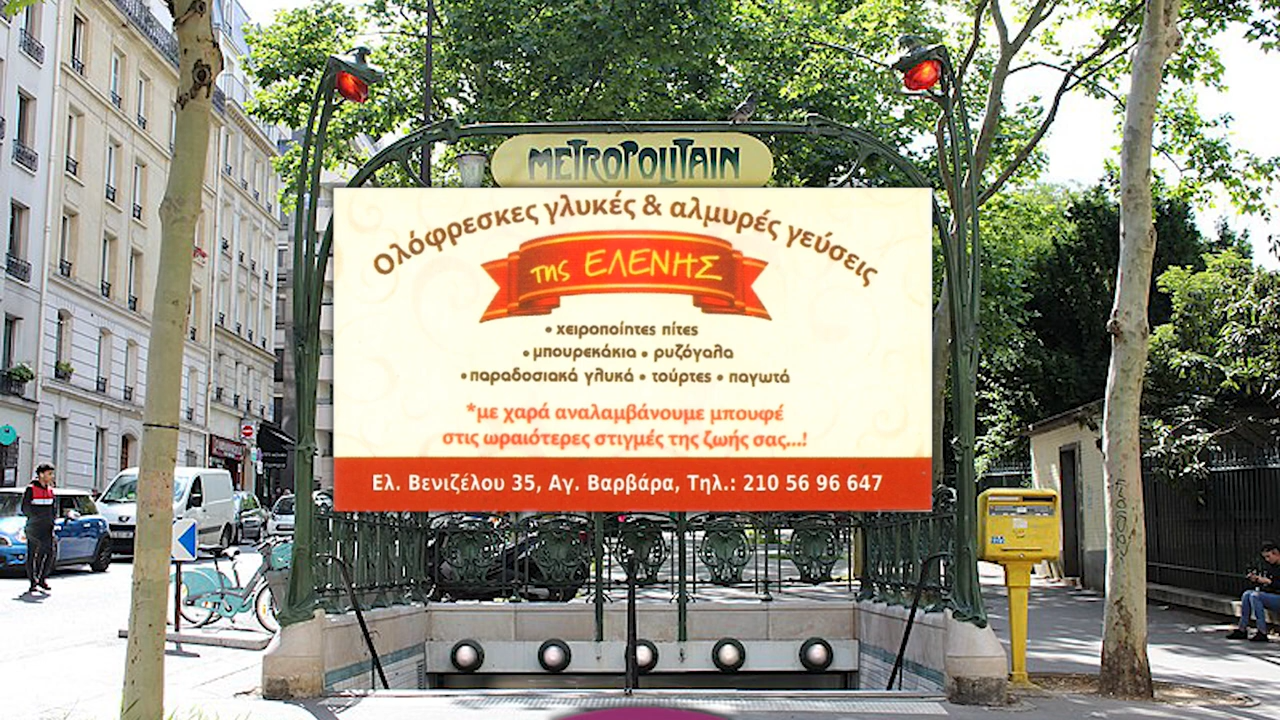 METROPOLITAIN
Ολόφρεσκες γλυκές & αλμυρές γεύσεις
της ΕΛΕΝΗΣ
• χειροποίητες πίτες
• μπουρεκάκια • ρυζόγαλα
• παραδοσιακά γλυκά • τούρτες • παγωτά
*με χαρά αναλαμβάνουμε μπουφέ
στις ωραιότερες στιγμές της ζωής σας...!
Ελ. Βενιζέλου 35, Αγ. Βαρβάρα, Τηλ.: 210 56 96 647